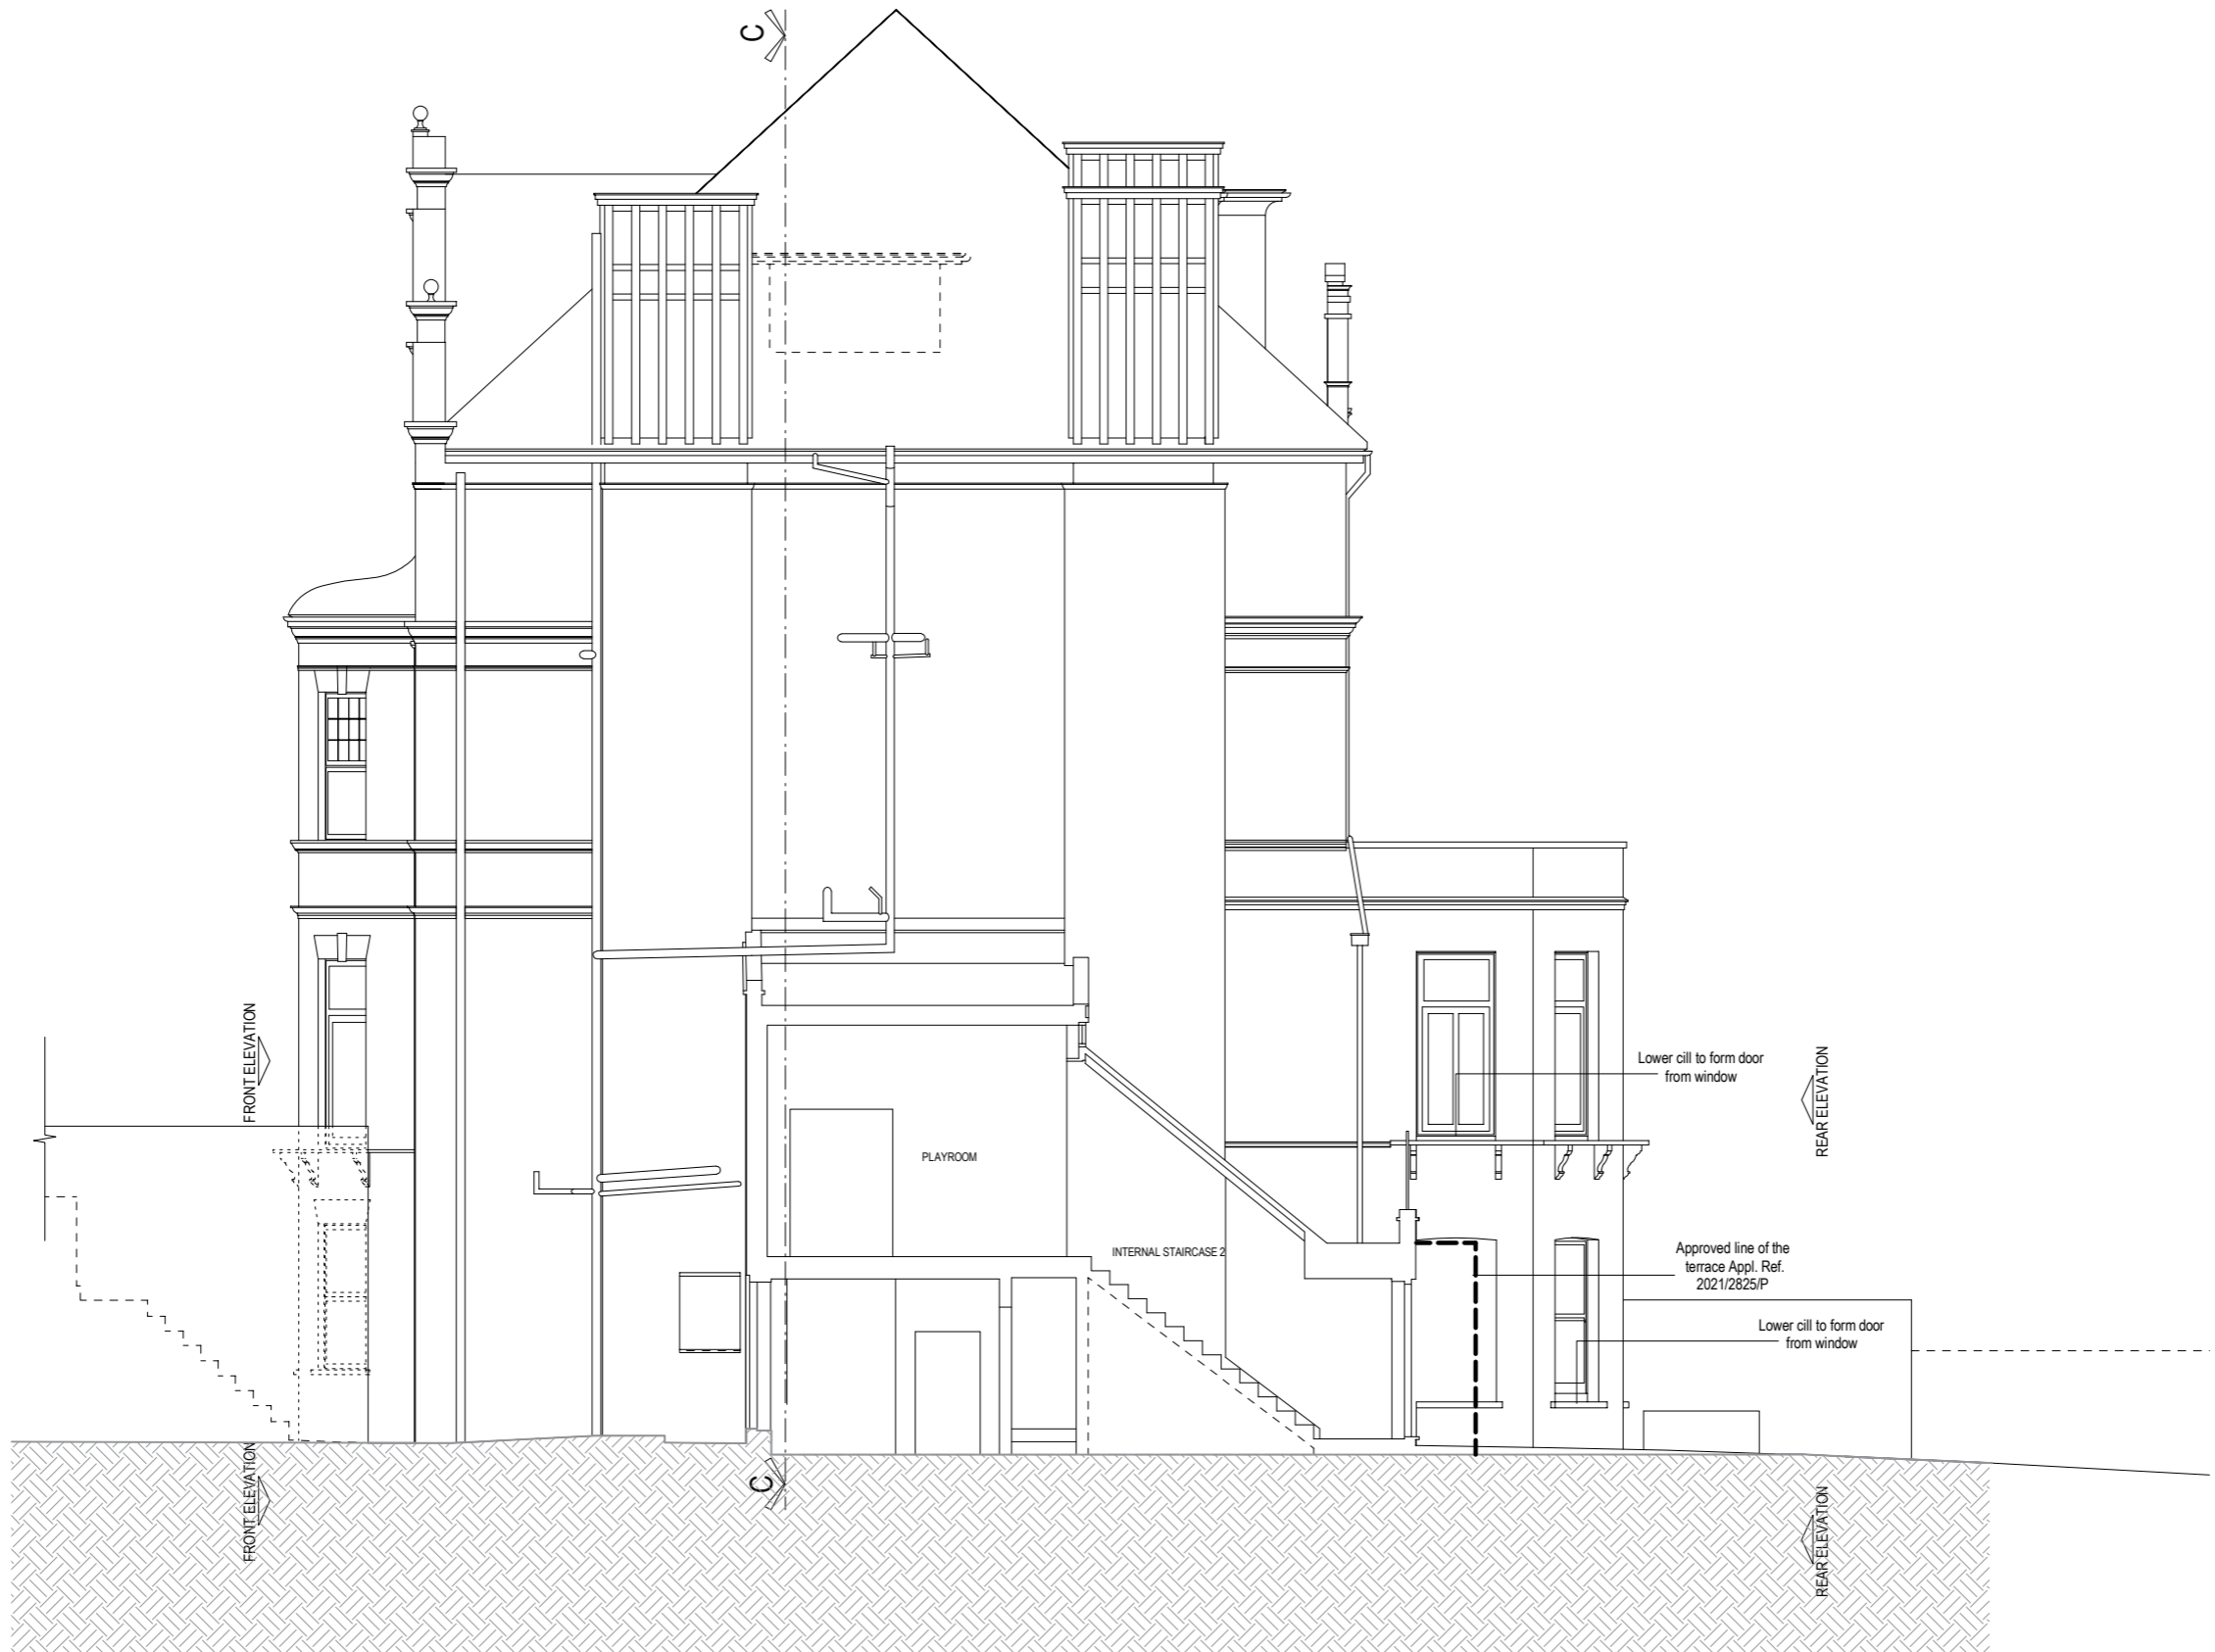 C
FRONT ELEVATION
Lower cill to form door
from window
REAR ELEVATION
PLAYROOM
INTERNAL STAIRCASE 2
Approved line of the
terrace Appl. Ref.
2021/2825/P
Lower cill to form door
from window
C
FRONT ELEVATION
REAR ELEVATION